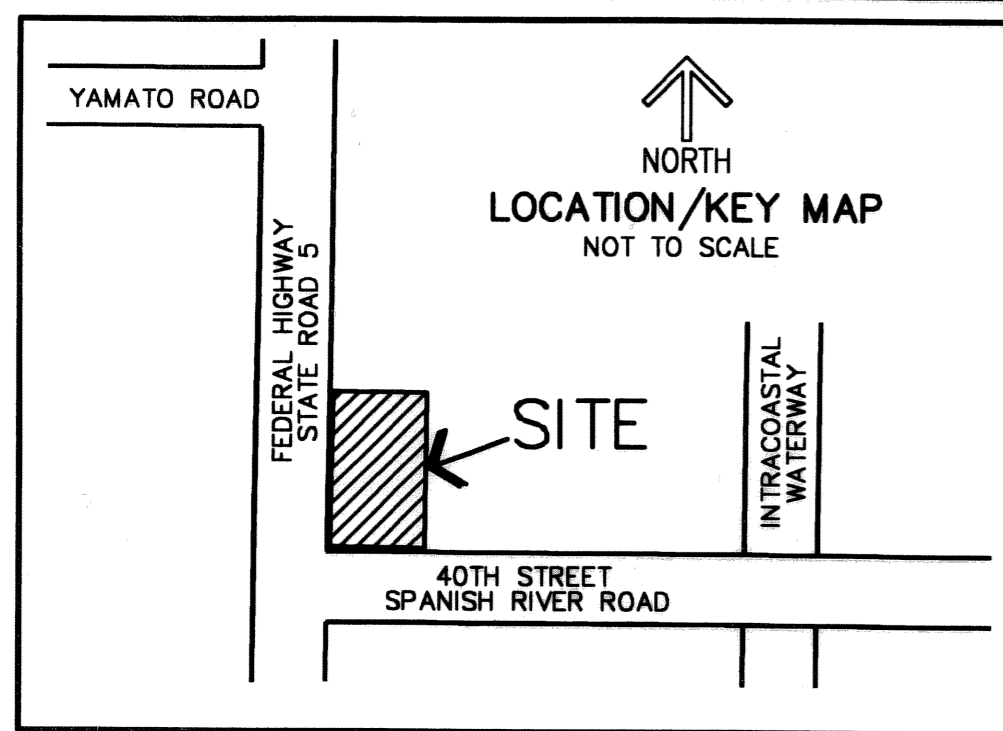 YAMATO ROAD
NORTH
LOCATION/KEY MAP
NOT TO SCALE
FEDERAL HIGHWAY
STATE ROAD 5
SITE
INTRACOASTAL
WATERWAY
40TH STREET
SPANISH RIVER ROAD